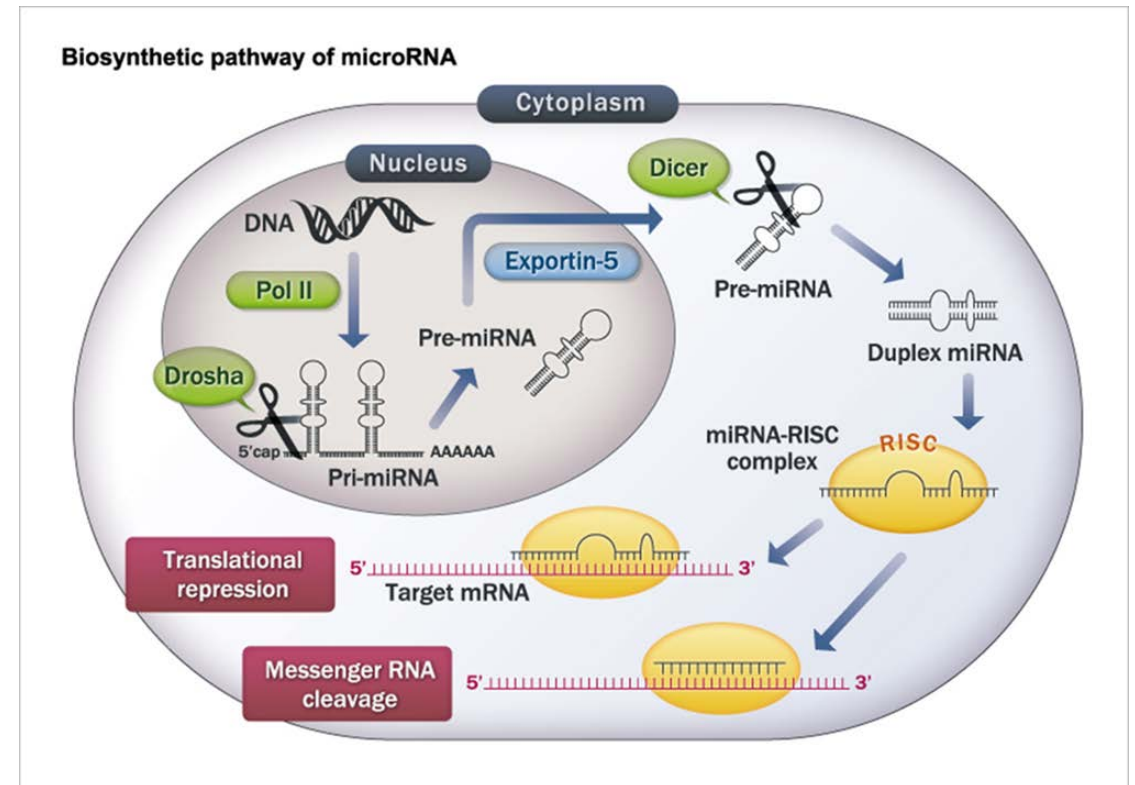 Biosynthetic pathway of microRNA
Cytoplasm
Nucleus
Dicer
DNA
Exportin-5
Pol II
Pre-miRNA
Pre-miRNA
Duplex miRNA
Drosha
5'cap
AAAAAA
Pri-miRNA
miRNA-RISC
complex
RISC
Translational
repression
5' 3'
Target mRNA
Messenger RNA
cleavage
5' 3'